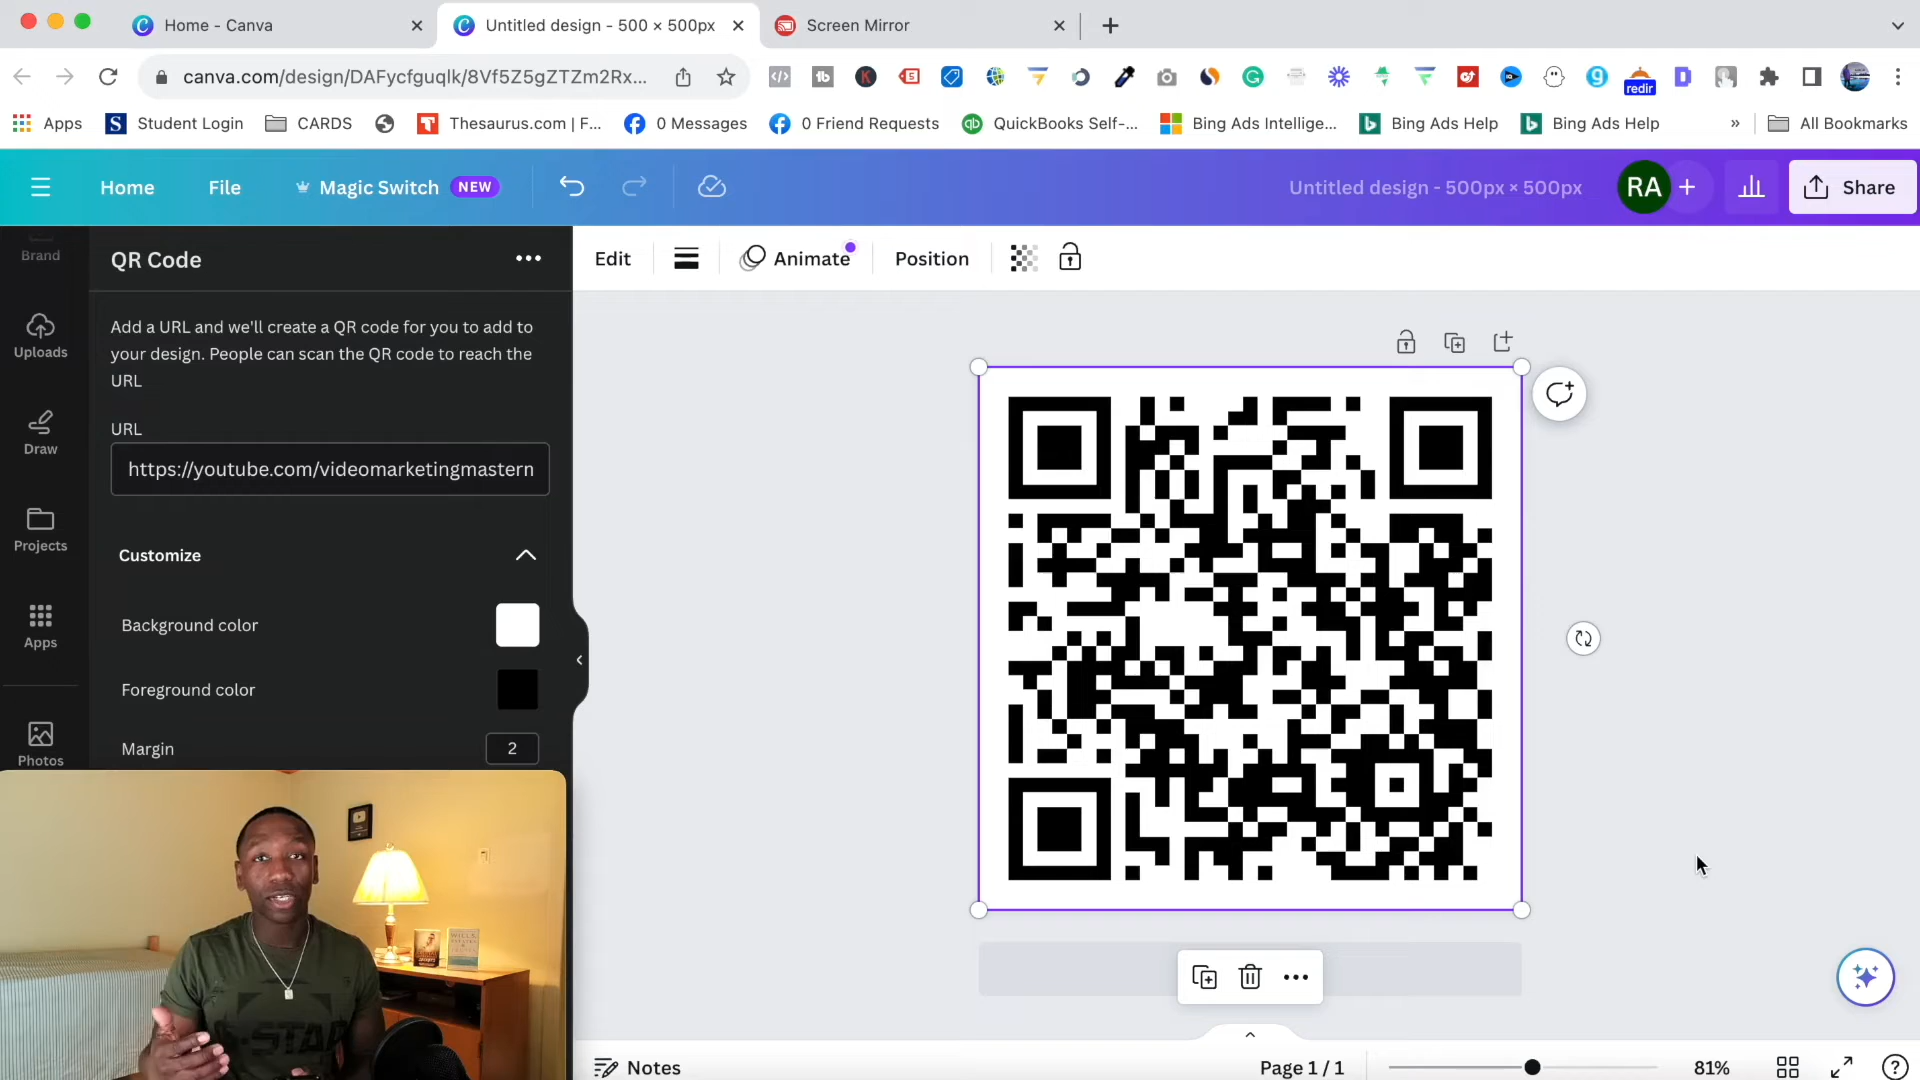 Home - Canva
Untitled design - 500 × 500px
Screen Mirror
canva.com/design/DAFycfguqlk/8Vf5Z5gZTZm2Rx...
redir
Apps
Student Login
CARDS
Thesaurus.com | F...
0 Messages
0 Friend Requests
QuickBooks Self-...
Bing Ads Intellige...
Bing Ads Help
Bing Ads Help
»
All Bookmarks
Home
File
Magic Switch
NEW
Untitled design - 500px × 500px
RA
Share
Brand
Uploads
Draw
Projects
Apps
Photos
QR Code
Add a URL and we'll create a QR code for you to add to
your design. People can scan the QR code to reach the
URL
URL
https://youtube.com/videomarketingmastern
Customize
Background color
Foreground color
Margin
2
Edit
Animate
Position
Notes
Page 1 / 1
81%